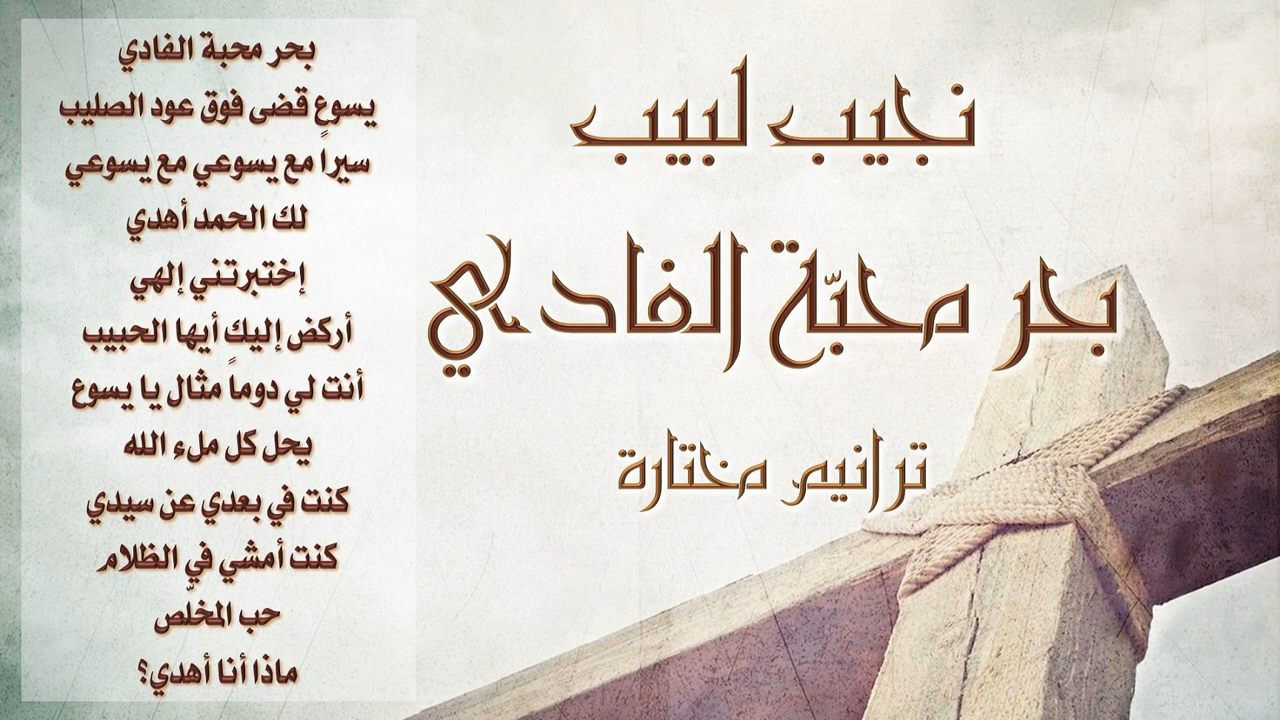 نجيب لبيب
بحر محبّة الفادي
ترانيم مختارة
بحر محبة الفادي
يسوع قضى فوق عود الصليب
سيراً مع يسوعي مع يسوعي
لك الحمد أهدي
إختبرتني إلهي
أركض إليك أيها الحبيب
أنت لي دوماً مثال يا يسوع
يحل كل ملء الله
كنت في بعدي عن سيدي
كنت أمشي في الظلام
حب المخلّص
ماذا أنا أهدي؟